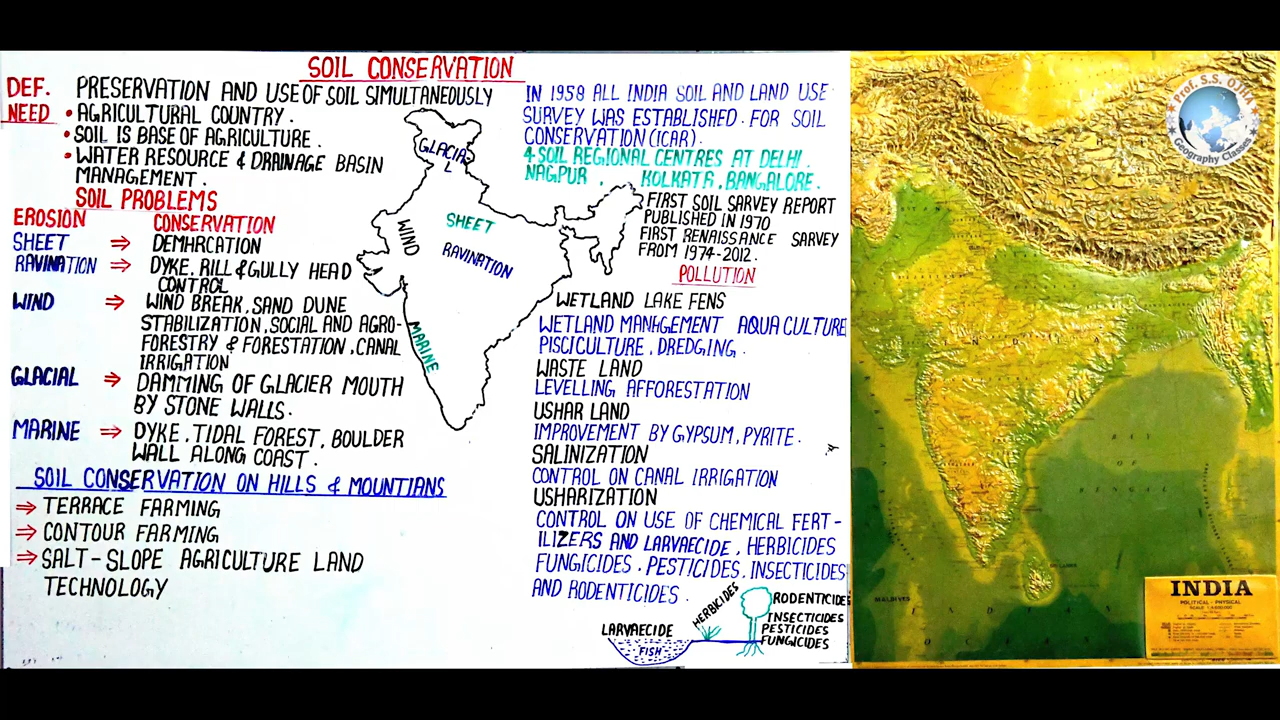 SOIL CONSERVATION
DEF. PRESERVATION AND USE OF SOIL SIMULTANEOUSLY
NEED • AGRICULTURAL COUNTRY.
• SOIL IS BASE OF AGRICULTURE.
• WATER RESOURCE & DRAINAGE BASIN
MANAGEMENT.
SOIL PROBLEMS
EROSION CONSERVATION
SHEET ⇒ DEMHRCATION
RAVINATION ⇒ DYKE, RILL & GULLY HEAD
CONTROL
WIND ⇒ WIND BREAK, SAND DUNE
STABILIZATION, SOCIAL AND AGRO-
FORESTRY & FORESTATION, CANAL
IRRIGATION
GLACIAL ⇒ DAMMING OF GLACIER MOUTH
BY STONE WALLS.
MARINE ⇒ DYKE, TIDAL FOREST, BOULDER
WALL ALONG COAST.
SOIL CONSERVATION ON HILLS & MOUNTIANS
⇒ TERRACE FARMING
⇒ CONTOUR FARMING
⇒ SALT-SLOPE AGRICULTURE LAND
TECHNOLOGY
GLACIAL
SHEET
WIND
RAVINATION
MARINE
IN 1958 ALL INDIA SOIL AND LAND USE
SURVEY WAS ESTABLISHED. FOR SOIL
CONSERVATION (ICAR).
4 SOIL REGIONAL CENTRES AT DELHI.
NAGPUR, KOLKATA, BANGALORE.
FIRST SOIL SARVEY REPORT
PUBLISHED IN 1970
FIRST RENAISSANCE SARVEY
FROM 1974-2012.
POLLUTION
WETLAND LAKE FENS
WETLAND MANHGEMENT AQUA CULTURE
PISCICULTURE, DREDGING.
WASTE LAND
LEVELLING AFFORESTATION
USHAR LAND
IMPROVEMENT BY GYPSUM, PYRITE.
SALINIZATION
CONTROL ON CANAL IRRIGATION
USHARIZATION
CONTROL ON USE OF CHEMICAL FERT-
ILIZERS AND LARVAECIDE, HERBICIDES
FUNGICIDES. PESTICIDES, INSECTICIDES
AND RODENTICIDES.
LARVAECIDE
FISH
HERBICIDES
RODENTICIDES
INSECTICIDES
PESTICIDES
FUNGICIDES
Prof. S.S. OJHA
Geography Classes
INDIA
BAY
OF
BENGAL
MALDIVES
INDIA
POLITICAL - PHYSICAL